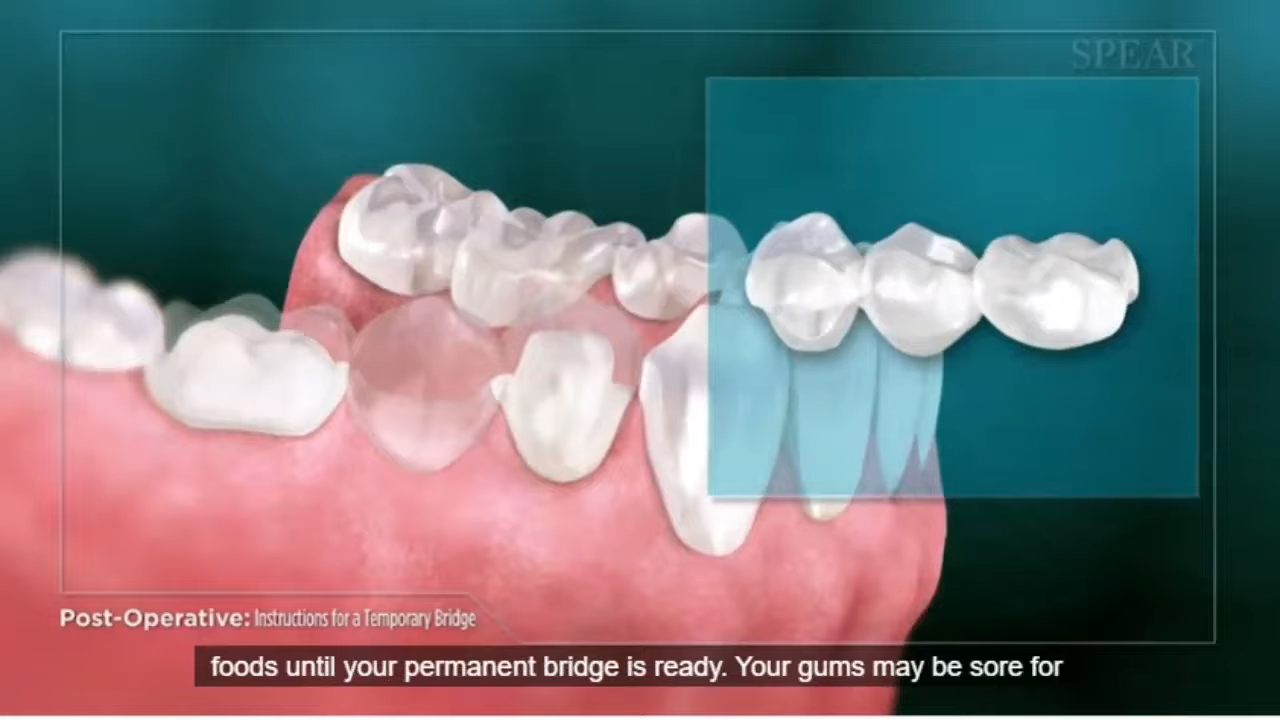 SPEAR
Post-Operative: Instructions for a Temporary Bridge
foods until your permanent bridge is ready. Your gums may be sore for